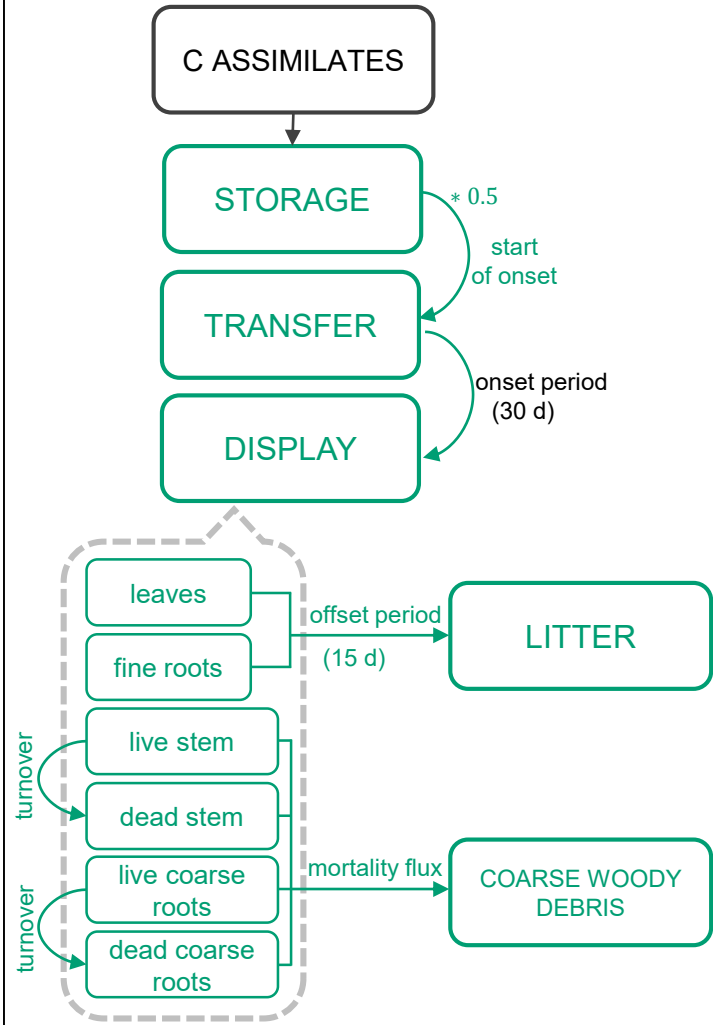 C ASSIMILATES
STORAGE
∗ 0.5
start
of onset
TRANSFER
onset period
(30 d)
DISPLAY
leaves
offset period
LITTER
(15 d)
fine roots
turnover
live stem
dead stem
turnover
live coarse
roots
mortality flux
COARSE WOODY
DEBRIS
dead coarse
roots